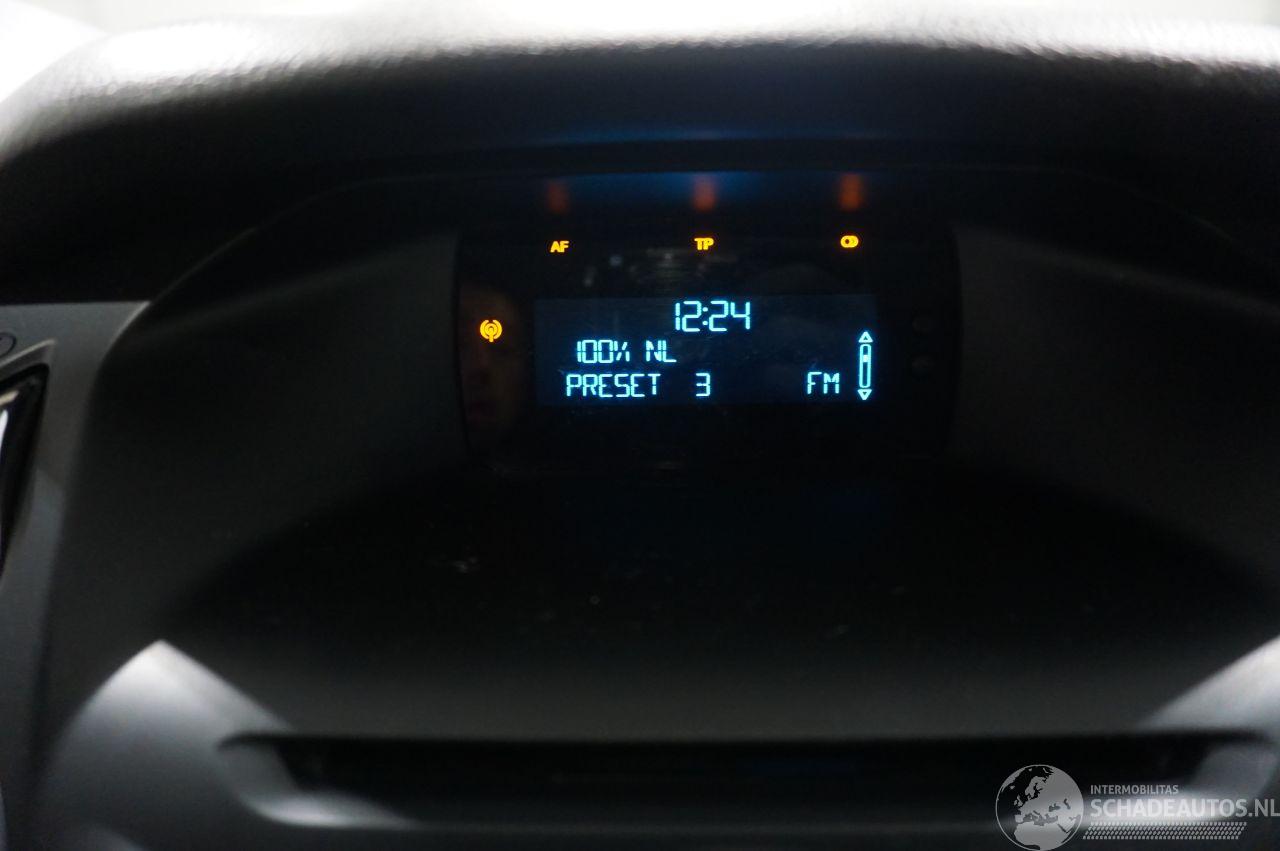 AF TP
12:24
100% NL
PRESET 3 FM
INTERMOBILITAS
SCHADEAUTOS.NL